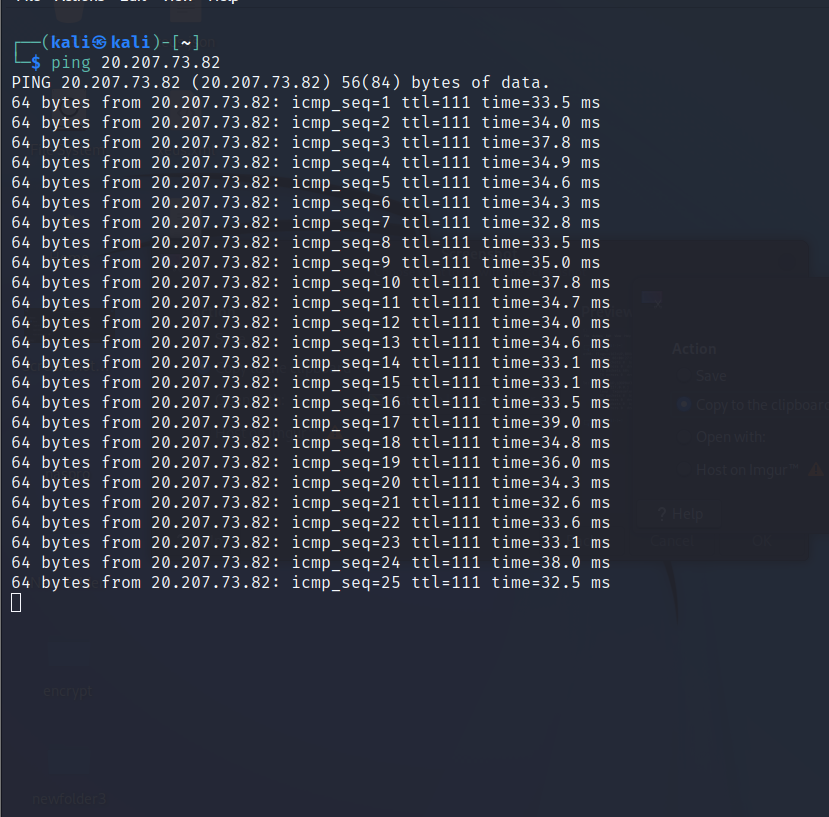 File Actions Edit View Help
┌──(kali㉿kali)-[~]
└─$ ping 20.207.73.82
PING 20.207.73.82 (20.207.73.82) 56(84) bytes of data.
64 bytes from 20.207.73.82: icmp_seq=1 ttl=111 time=33.5 ms
64 bytes from 20.207.73.82: icmp_seq=2 ttl=111 time=34.0 ms
64 bytes from 20.207.73.82: icmp_seq=3 ttl=111 time=37.8 ms
64 bytes from 20.207.73.82: icmp_seq=4 ttl=111 time=34.9 ms
64 bytes from 20.207.73.82: icmp_seq=5 ttl=111 time=34.6 ms
64 bytes from 20.207.73.82: icmp_seq=6 ttl=111 time=34.3 ms
64 bytes from 20.207.73.82: icmp_seq=7 ttl=111 time=32.8 ms
64 bytes from 20.207.73.82: icmp_seq=8 ttl=111 time=33.5 ms
64 bytes from 20.207.73.82: icmp_seq=9 ttl=111 time=35.0 ms
64 bytes from 20.207.73.82: icmp_seq=10 ttl=111 time=37.8 ms
64 bytes from 20.207.73.82: icmp_seq=11 ttl=111 time=34.7 ms
64 bytes from 20.207.73.82: icmp_seq=12 ttl=111 time=34.0 ms
64 bytes from 20.207.73.82: icmp_seq=13 ttl=111 time=34.6 ms
64 bytes from 20.207.73.82: icmp_seq=14 ttl=111 time=33.1 ms
64 bytes from 20.207.73.82: icmp_seq=15 ttl=111 time=33.1 ms
64 bytes from 20.207.73.82: icmp_seq=16 ttl=111 time=33.5 ms
64 bytes from 20.207.73.82: icmp_seq=17 ttl=111 time=39.0 ms
64 bytes from 20.207.73.82: icmp_seq=18 ttl=111 time=34.8 ms
64 bytes from 20.207.73.82: icmp_seq=19 ttl=111 time=36.0 ms
64 bytes from 20.207.73.82: icmp_seq=20 ttl=111 time=34.3 ms
64 bytes from 20.207.73.82: icmp_seq=21 ttl=111 time=32.6 ms
64 bytes from 20.207.73.82: icmp_seq=22 ttl=111 time=33.6 ms
64 bytes from 20.207.73.82: icmp_seq=23 ttl=111 time=33.1 ms
64 bytes from 20.207.73.82: icmp_seq=24 ttl=111 time=38.0 ms
64 bytes from 20.207.73.82: icmp_seq=25 ttl=111 time=32.5 ms
Action
Save
Copy to the clipboard
Open with:
Host on Imgur™
? Help
Cancel
encrypt
newfolder3